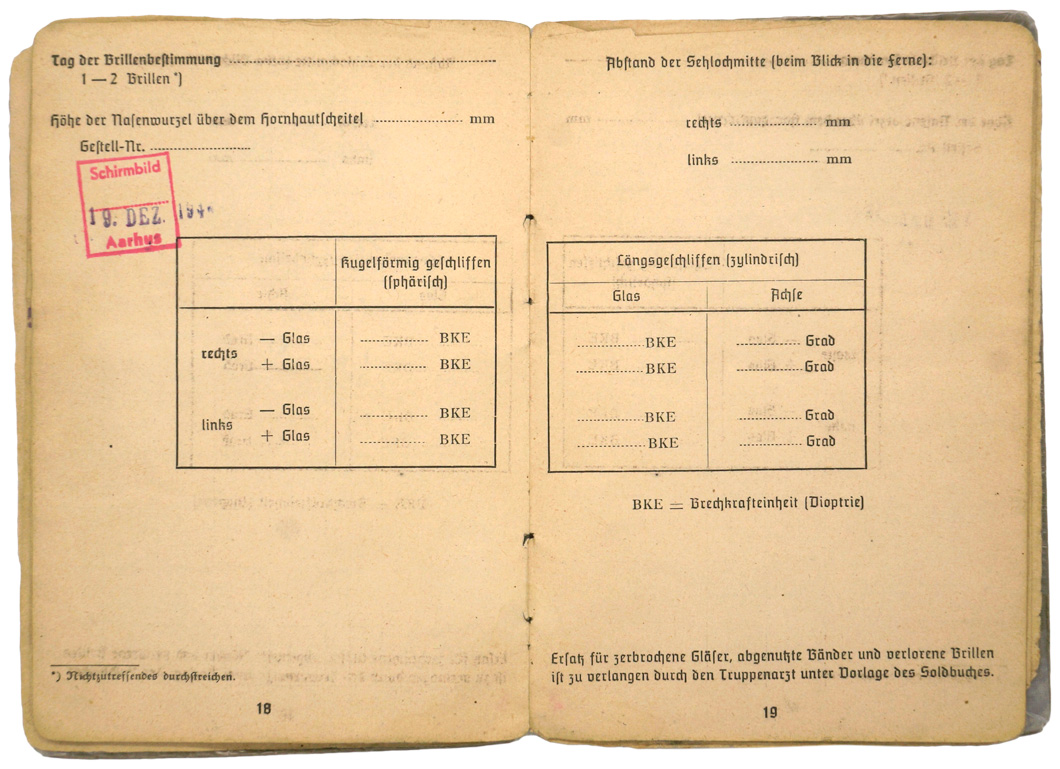 Tag der Brillenbestimmung
1 — 2 Brillen *)
Höhe der Nasenwurzel über dem Hornhautscheitel mm
Gestell-Nr.
Schirmbild
19. DEZ. 194
Aarhus
Kugelförmig geschliffen
(sphärisch)
rechts
— Glas BKE
+ Glas BKE
links
— Glas BKE
+ Glas BKE
*) Nichtzutreffendes durchstreichen.
18
Abstand der Sehlochmitte (beim Blick in die Ferne):
rechts mm
links mm
Längsgeschliffen (zylindrisch)
Glas Achse
BKE Grad
BKE Grad
BKE Grad
BKE Grad
BKE = Brechkrafteinheit (Dioptrie)
Ersatz für zerbrochene Gläser, abgenutzte Bänder und verlorene Brillen
ist zu verlangen durch den Truppenarzt unter Vorlage des Soldbuches.
19